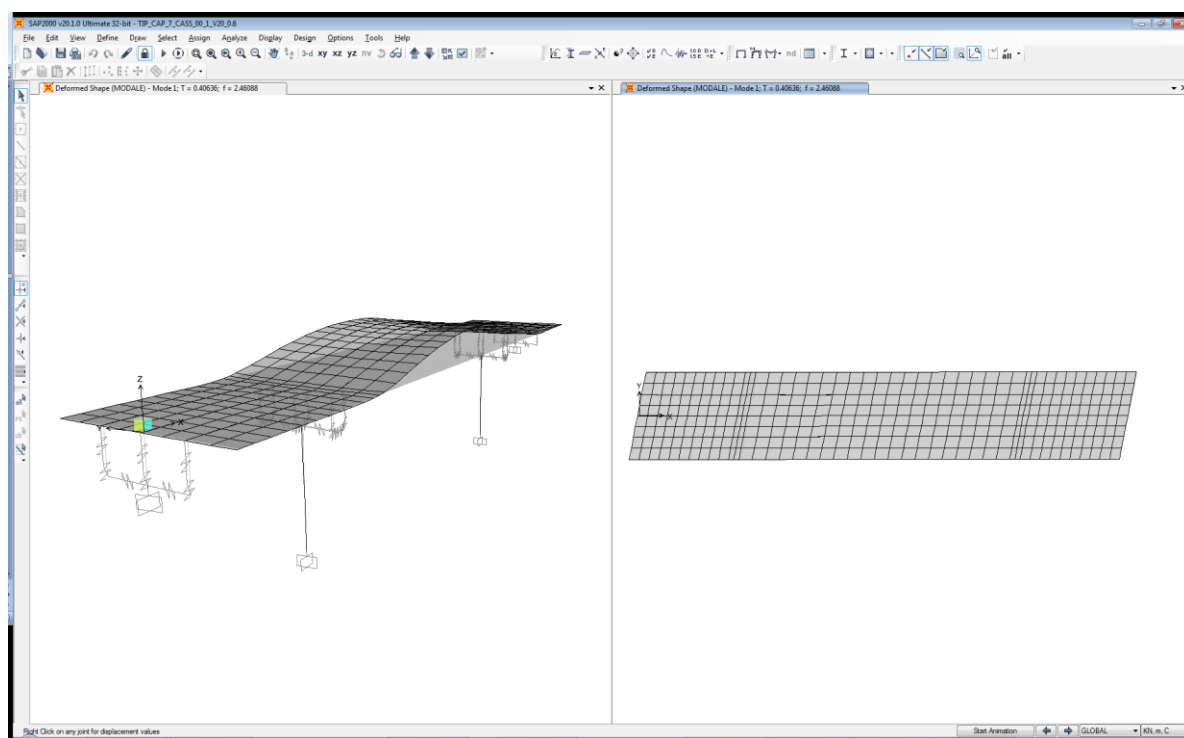 SAP2000 v20.1.0 Ultimate 32-bit - TIP_CAP_7_CASS_00_1_V20_0.6
File Edit View Define Draw Select Assign Analyze Display Design Options Tools Help
3-d xy xz yz nv
nd
all
Deformed Shape (MODALE) - Mode 1; T = 0.40636; f = 2.46088
Deformed Shape (MODALE) - Mode 1; T = 0.40636; f = 2.46088
Z
X
Y
X
Right Click on any joint for displacement values
Start Animation
GLOBAL
KN, m, C